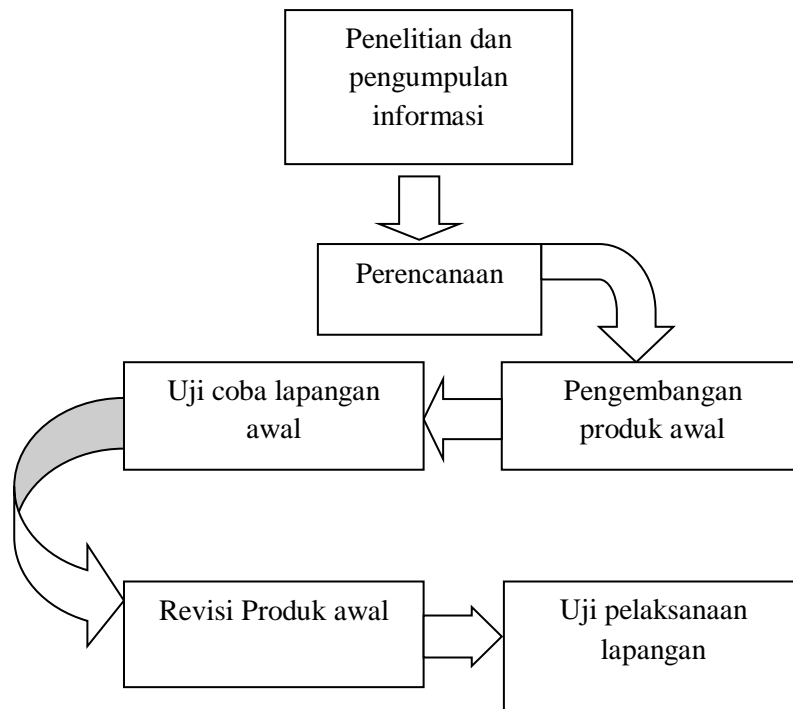 Penelitian dan
pengumpulan
informasi
Perencanaan
Pengembangan
produk awal
Uji coba lapangan
awal
Revisi Produk awal
Uji pelaksanaan
lapangan